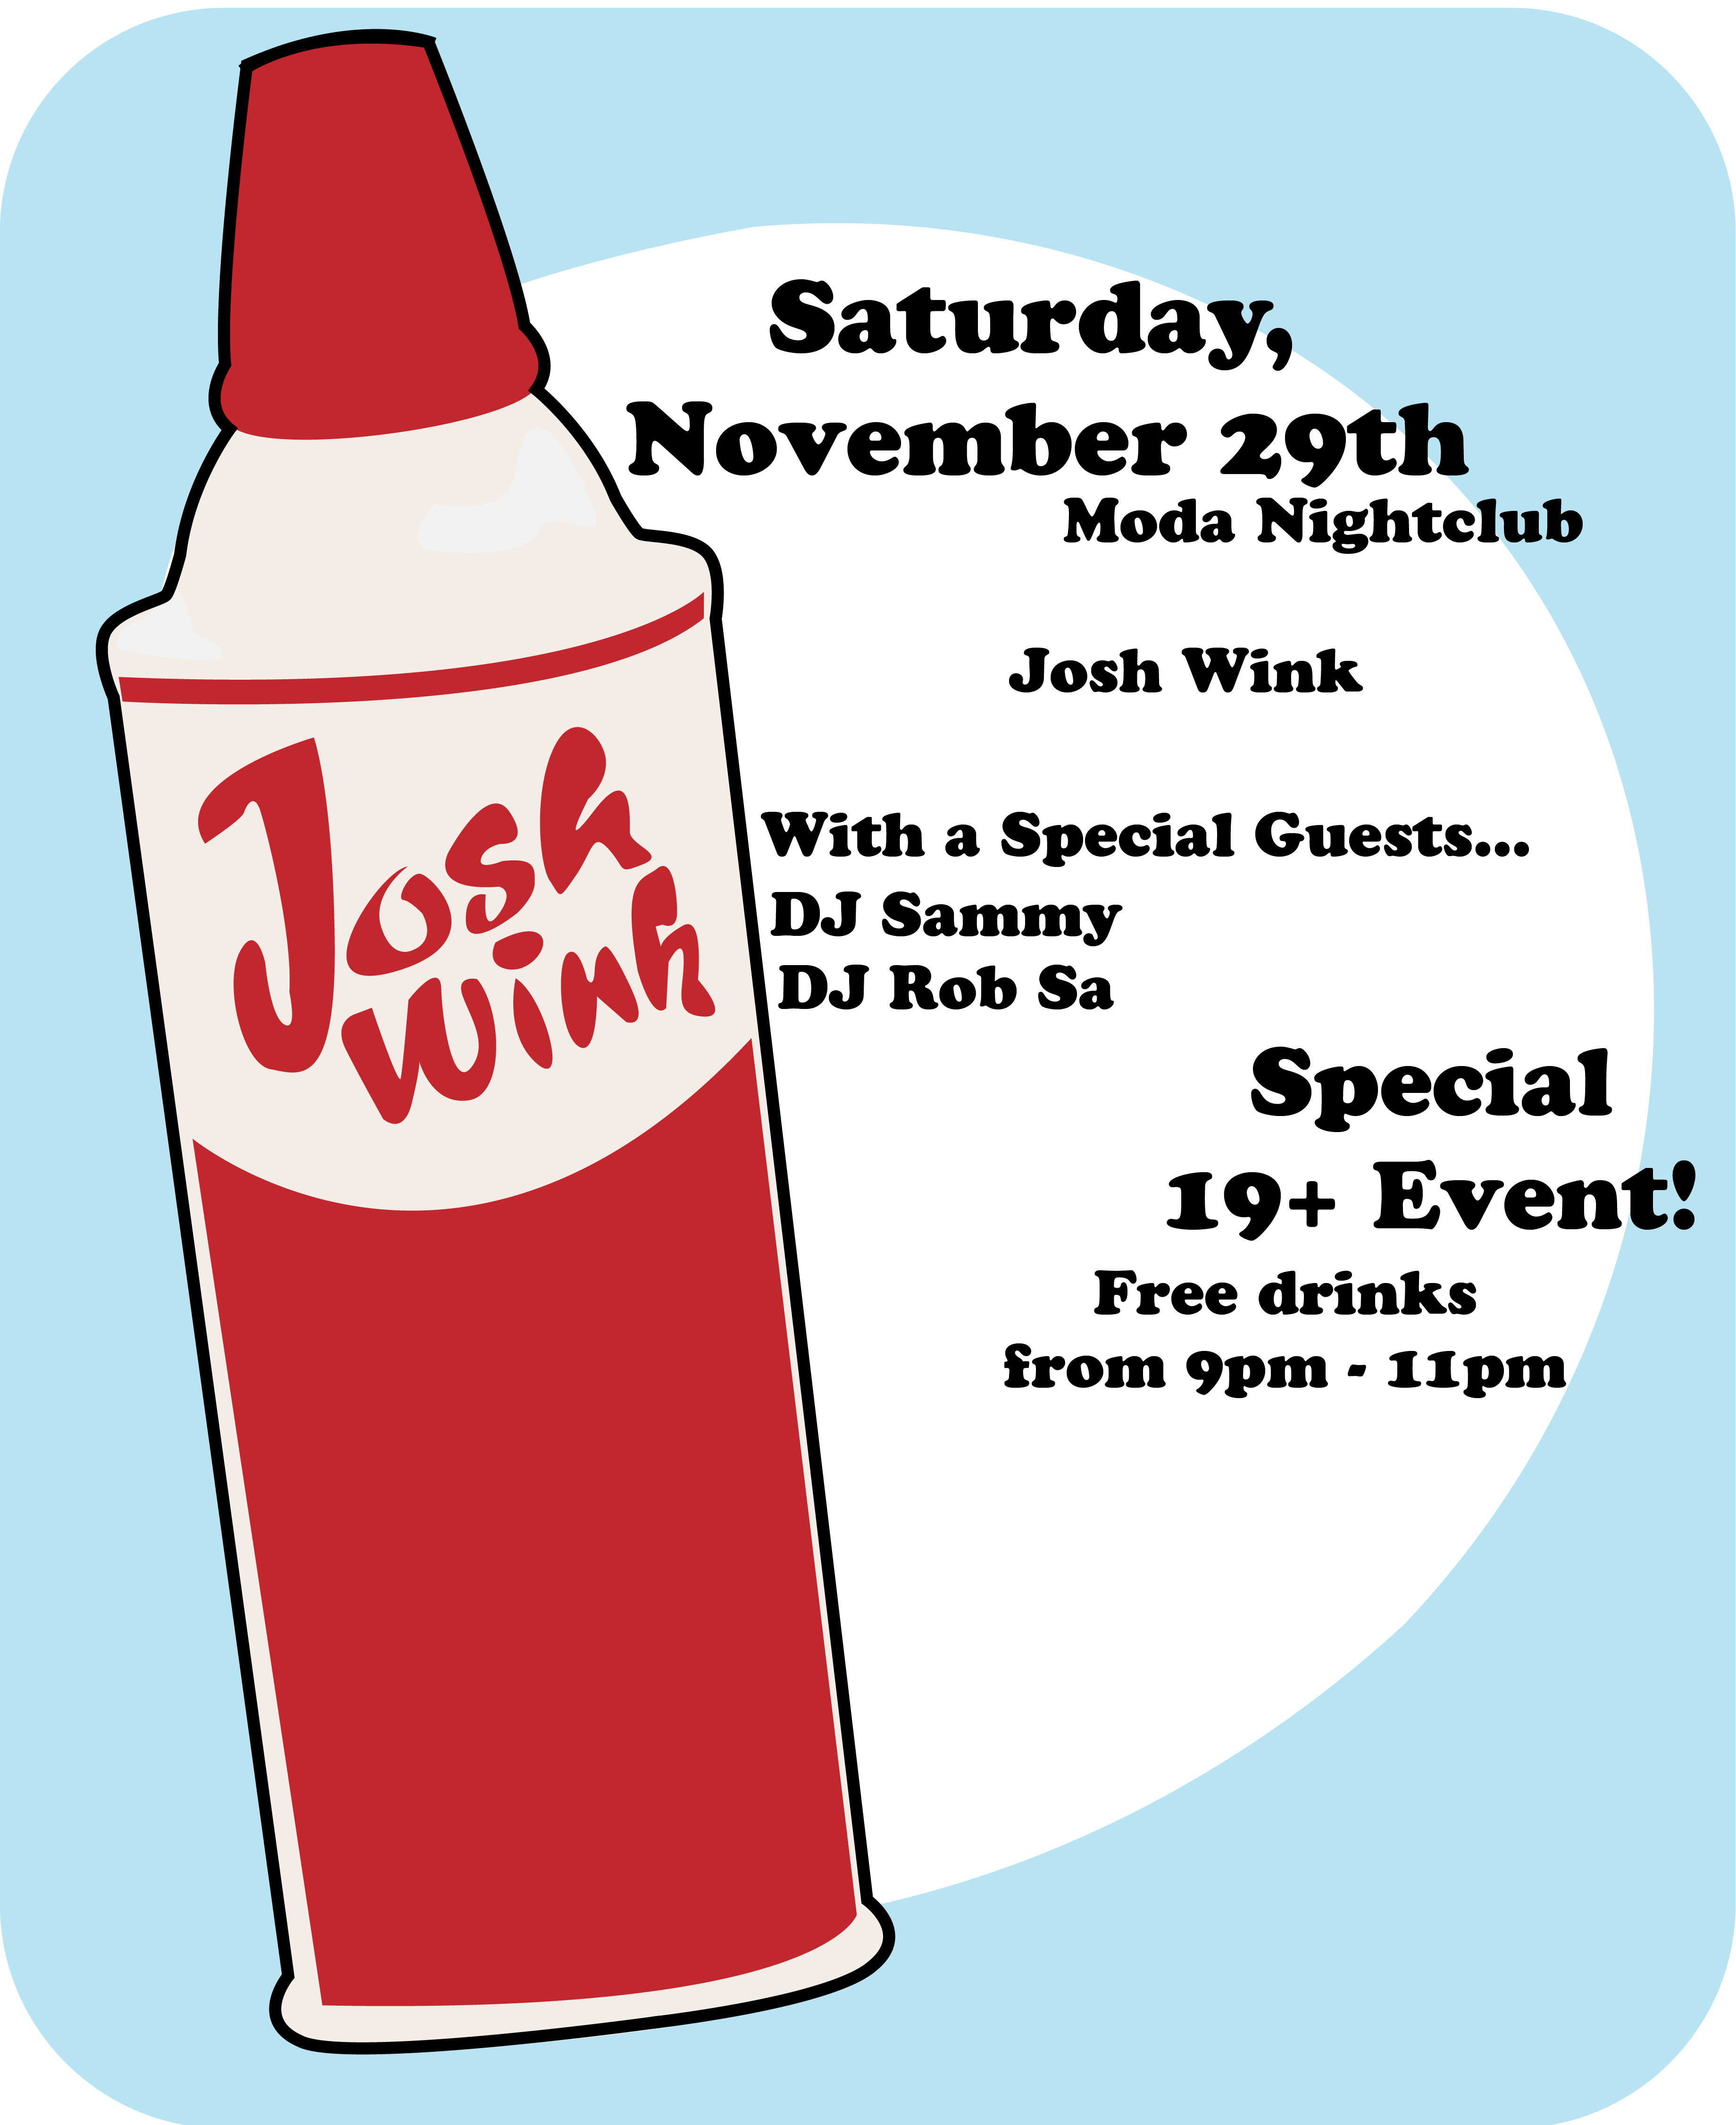 Saturday,
November 29th
Moda Nightclub
Josh Wink
With a Special Guests...
DJ Sammy
DJ Rob Sa
Special
19+ Event!
Free drinks
from 9pm - 11pm
Josh
Wink